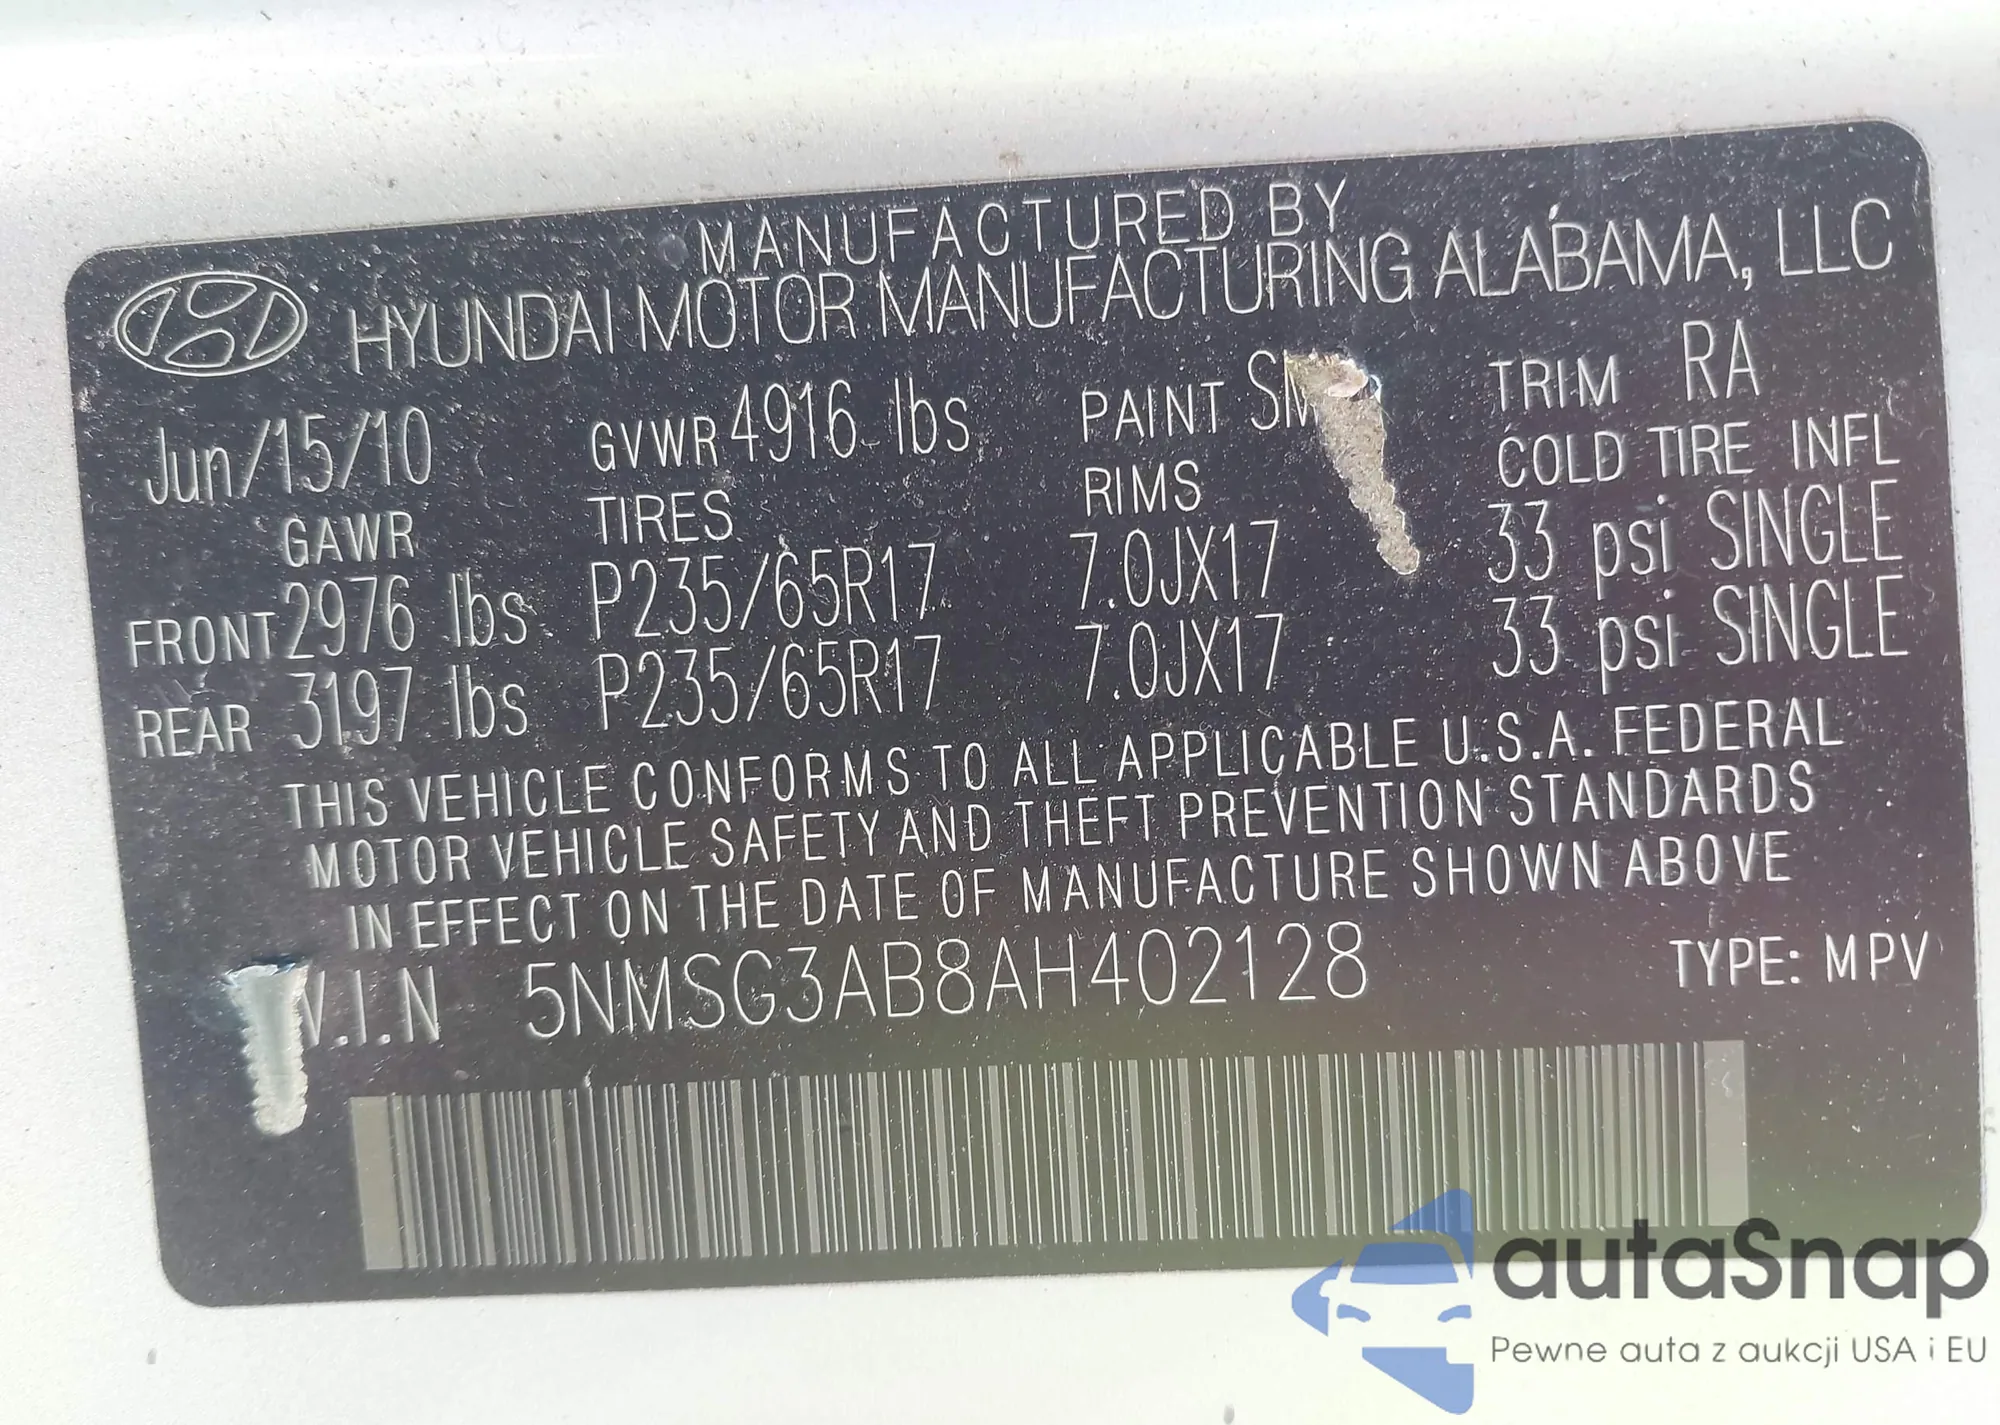 MANUFACTURED BY
HYUNDAI MOTOR MANUFACTURING ALABAMA, LLC
Jun/15/10 GVWR 4916 lbs PAINT SM TRIM RA
GAWR TIRES RIMS COLD TIRE INFL
FRONT 2976 lbs P235/65R17 7.0JX17 33 psi SINGLE
REAR 3197 lbs P235/65R17 7.0JX17 33 psi SINGLE
THIS VEHICLE CONFORMS TO ALL APPLICABLE U.S.A. FEDERAL
MOTOR VEHICLE SAFETY AND THEFT PREVENTION STANDARDS
IN EFFECT ON THE DATE OF MANUFACTURE SHOWN ABOVE
V.I.N 5NMSG3AB8AH402128 TYPE: MPV
autaSnap
Pewne auta z aukcji USA i EU